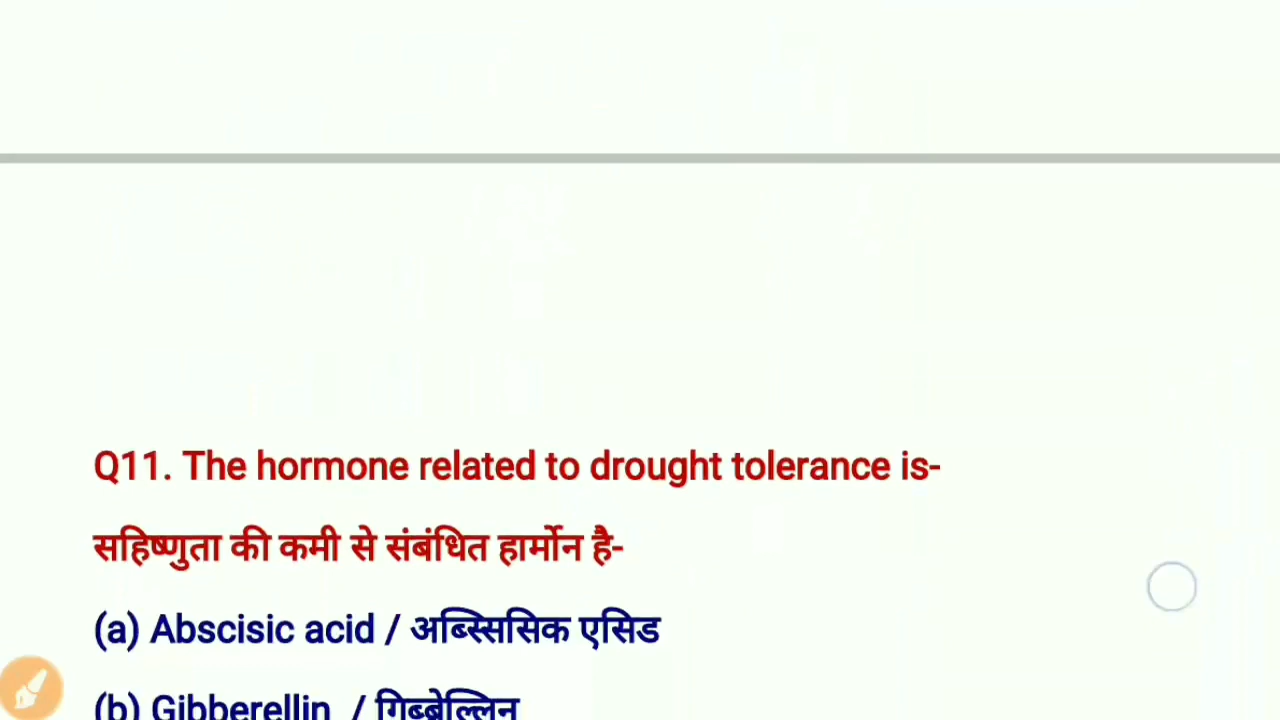 Q11. The hormone related to drought tolerance is-
सहिष्णुता की कमी से संबंधित हार्मोन है-
(a) Abscisic acid / अब्स्सिसिक एसिड
(b) Gibberellin / गिब्बेल्लिन